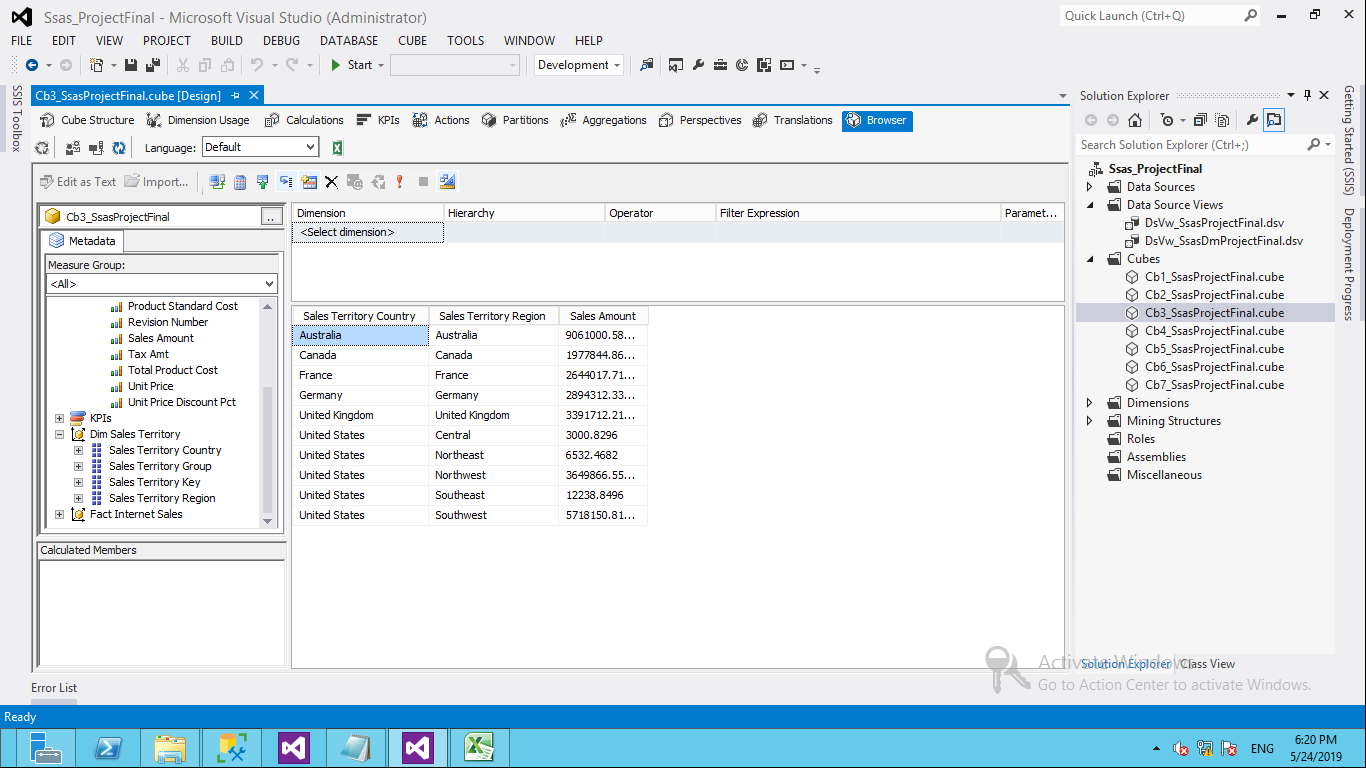 Ssas_ProjectFinal - Microsoft Visual Studio (Administrator)
Quick Launch (Ctrl+Q)
FILE EDIT VIEW PROJECT BUILD DEBUG DATABASE CUBE TOOLS WINDOW HELP
Start
Development
SSIS Toolbox
Cb3_SsasProjectFinal.cube [Design]
Cube Structure Dimension Usage Calculations KPIs Actions Partitions Aggregations Perspectives Translations Browser
Language: Default
Edit as Text Import...
Cb3_SsasProjectFinal
..
Metadata
Measure Group:
<All>
Product Standard Cost
Revision Number
Sales Amount
Tax Amt
Total Product Cost
Unit Price
Unit Price Discount Pct
KPIs
Dim Sales Territory
Sales Territory Country
Sales Territory Group
Sales Territory Key
Sales Territory Region
Fact Internet Sales
Calculated Members
Dimension Hierarchy Operator Filter Expression Paramet...
<Select dimension>
Sales Territory Country Sales Territory Region Sales Amount
Australia Australia 9061000.58...
Canada Canada 1977844.86...
France France 2644017.71...
Germany Germany 2894312.33...
United Kingdom United Kingdom 3391712.21...
United States Central 3000.8296
United States Northeast 6532.4682
United States Northwest 3649866.55...
United States Southeast 12238.8496
United States Southwest 5718150.81...
Solution Explorer
Search Solution Explorer (Ctrl+;)
Ssas_ProjectFinal
Data Sources
Data Source Views
DsVw_SsasProjectFinal.dsv
DsVw_SsasDmProjectFinal.dsv
Cubes
Cb1_SsasProjectFinal.cube
Cb2_SsasProjectFinal.cube
Cb3_SsasProjectFinal.cube
Cb4_SsasProjectFinal.cube
Cb5_SsasProjectFinal.cube
Cb6_SsasProjectFinal.cube
Cb7_SsasProjectFinal.cube
Dimensions
Mining Structures
Roles
Assemblies
Miscellaneous
Solution Explorer Class View
Getting Started (SSIS)
Deployment Progress
Activate Windows
Go to Action Center to activate Windows.
Error List
Ready
ENG
6:20 PM
5/24/2019